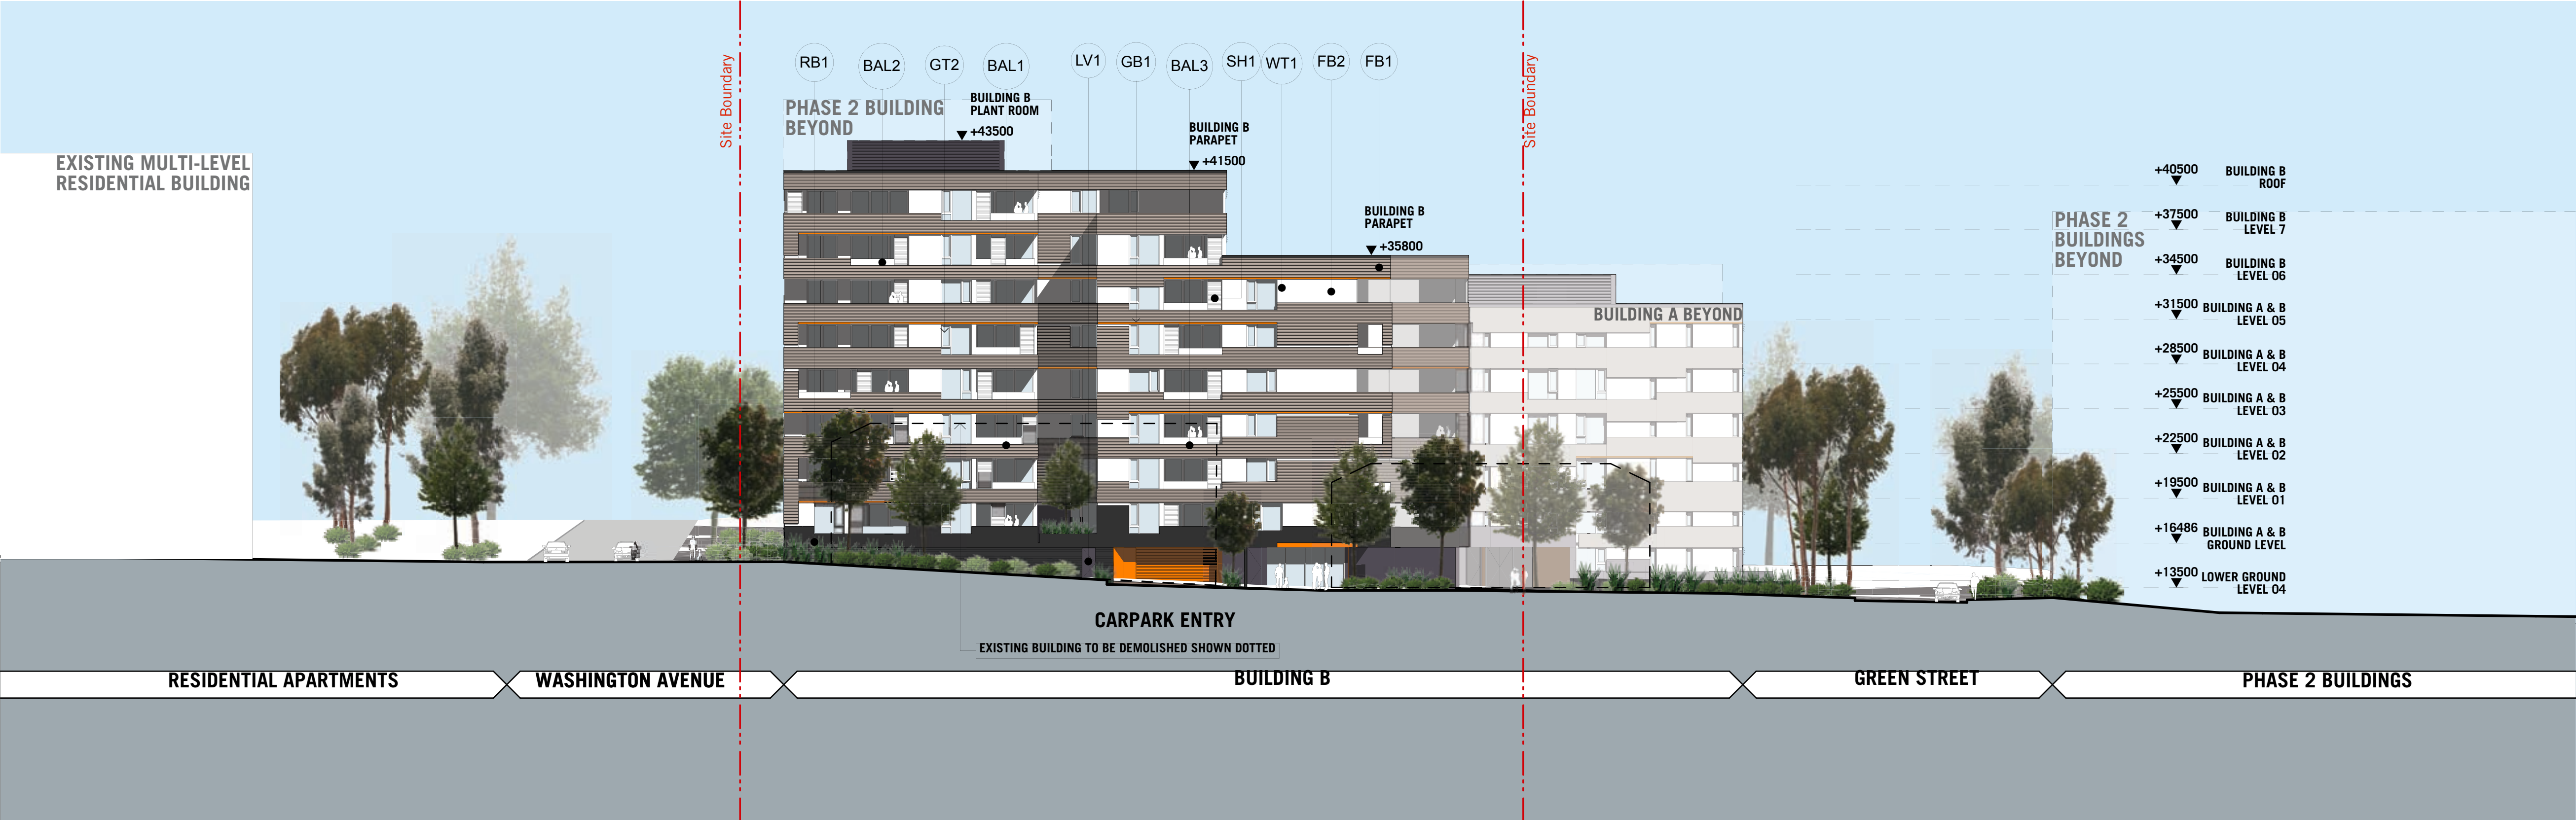 Site Boundary
Site Boundary
RB1
BAL2
GT2
BAL1
LV1
GB1
BAL3
SH1
WT1
FB2
FB1
PHASE 2 BUILDING
BEYOND
BUILDING B
PLANT ROOM
+43500
BUILDING B
PARAPET
+41500
BUILDING B
PARAPET
+35800
EXISTING MULTI-LEVEL
RESIDENTIAL BUILDING
BUILDING A BEYOND
PHASE 2
BUILDINGS
BEYOND
+40500 BUILDING B
ROOF
+37500 BUILDING B
LEVEL 7
+34500 BUILDING B
LEVEL 06
+31500 BUILDING A & B
LEVEL 05
+28500 BUILDING A & B
LEVEL 04
+25500 BUILDING A & B
LEVEL 03
+22500 BUILDING A & B
LEVEL 02
+19500 BUILDING A & B
LEVEL 01
+16486 BUILDING A & B
GROUND LEVEL
+13500 LOWER GROUND
LEVEL 04
CARPARK ENTRY
EXISTING BUILDING TO BE DEMOLISHED SHOWN DOTTED
RESIDENTIAL APARTMENTS
WASHINGTON AVENUE
BUILDING B
GREEN STREET
PHASE 2 BUILDINGS